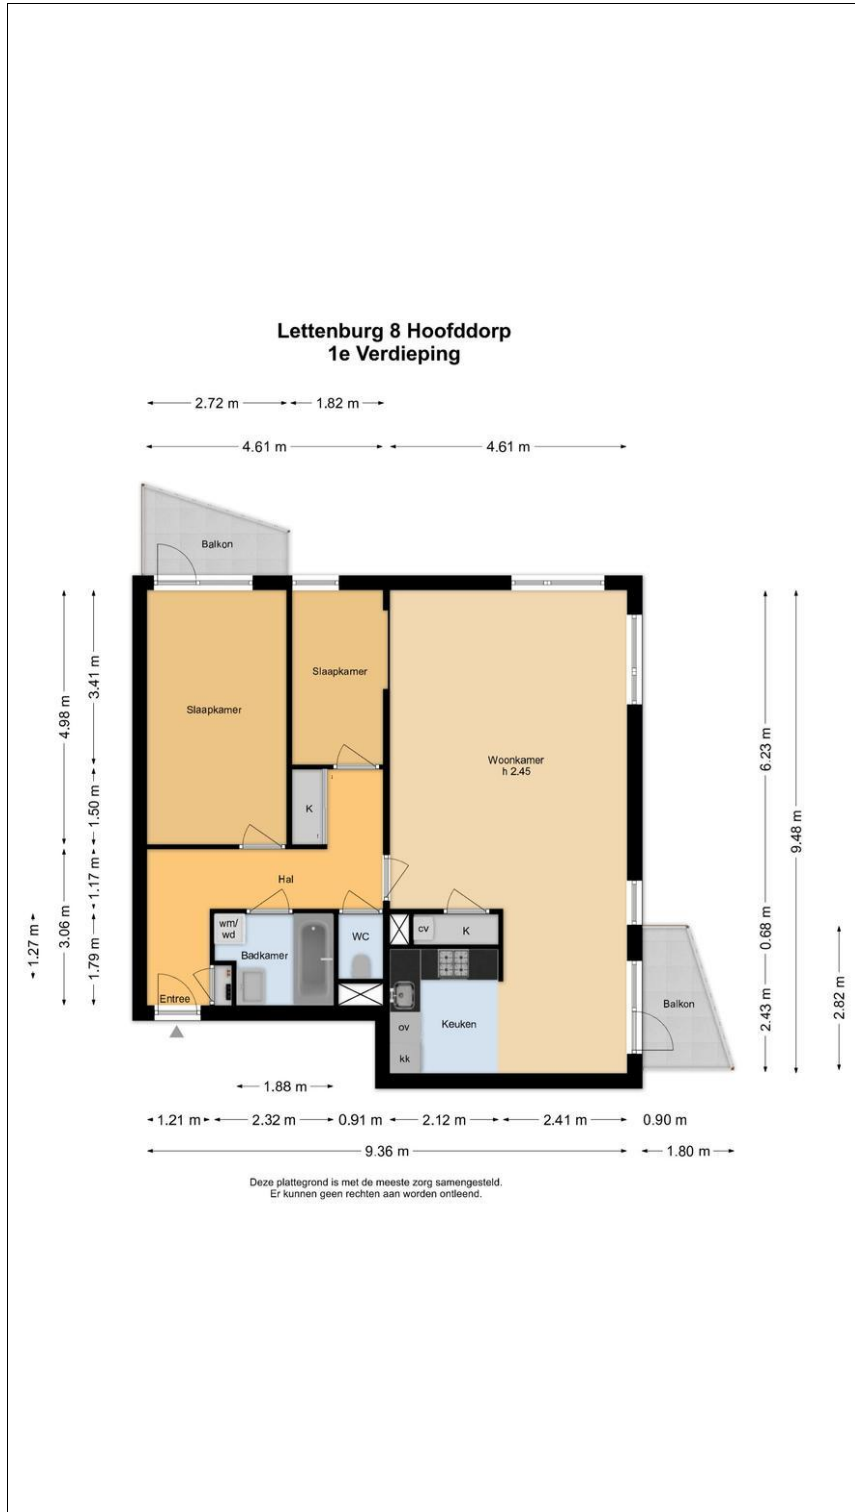 Lettenburg 8 Hoofddorp
1e Verdieping
2.72 m
1.82 m
4.61 m
4.61 m
Balkon
Slaapkamer
Slaapkamer
Woonkamer
h 2.45
K
Hal
wm/
wd
Badkamer
WC
cv
K
Entree
ov
kk
Keuken
Balkon
4.98 m
3.06 m
3.41 m
1.50 m
1.17 m
1.79 m
1.27 m
6.23 m
0.68 m
2.43 m
9.48 m
2.82 m
1.88 m
1.21 m
2.32 m
0.91 m
2.12 m
2.41 m
0.90 m
9.36 m
1.80 m
Deze plattegrond is met de meeste zorg samengesteld.
Er kunnen geen rechten aan worden ontleend.